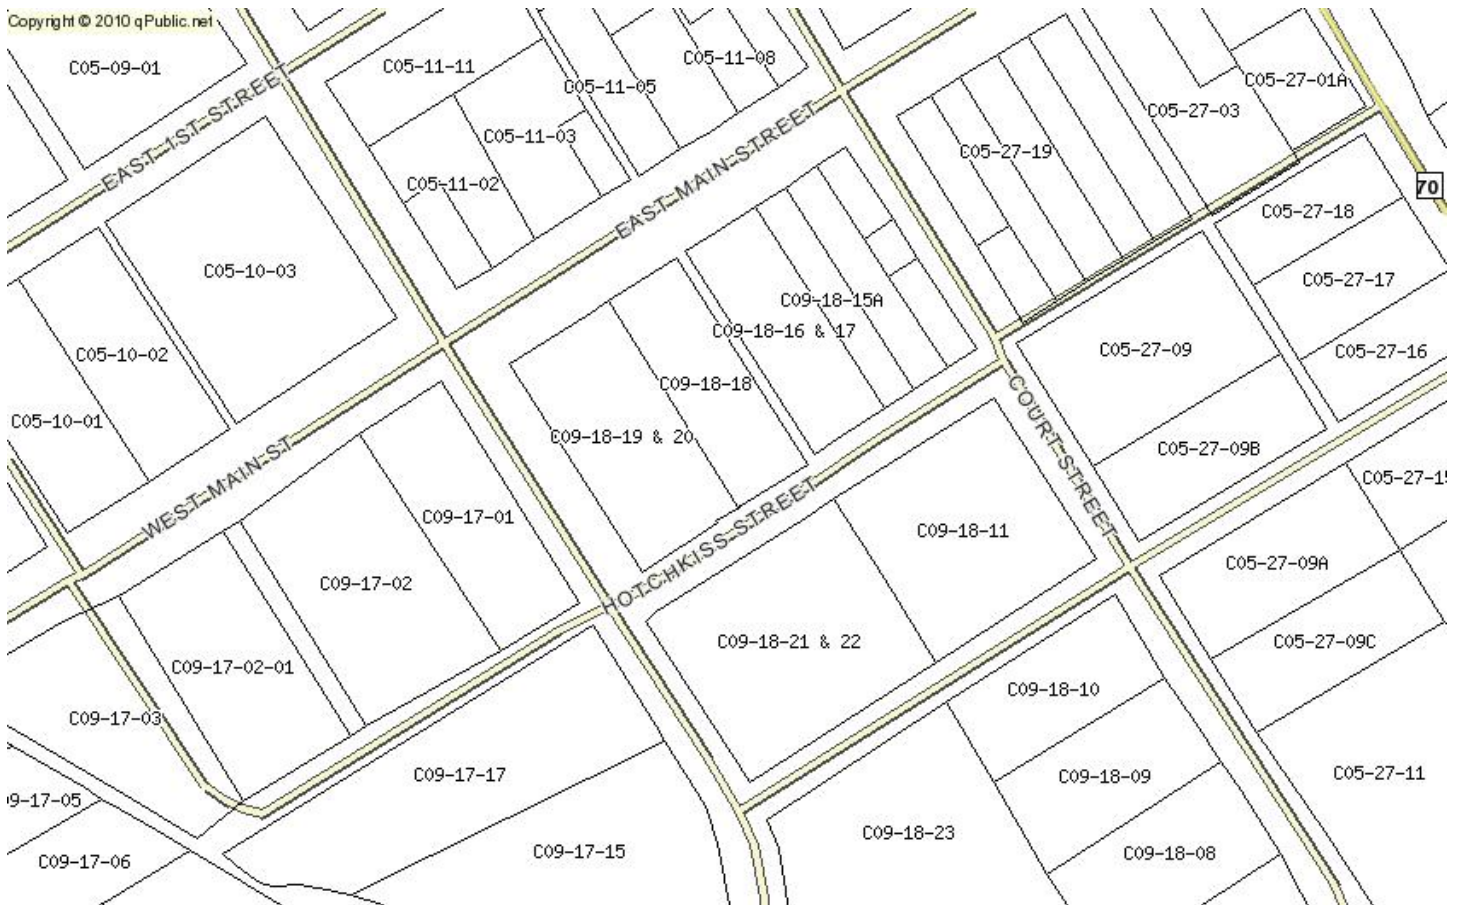 Copyright © 2010 qPublic.net
C05-09-01
C05-11-11
C05-11-05
C05-11-08
C05-27-01A
C05-27-03
EAST 1ST STREET
C05-11-03
C05-11-02
EAST MAIN STREET
C05-27-19
70
C05-27-18
C05-10-03
C05-27-17
C09-18-15A
C09-18-16 & 17
C05-10-02
C05-27-09
C05-27-16
C09-18-18
C05-10-01
C09-18-19 & 20
COURT STREET
C05-27-09B
WEST MAIN ST
C05-27-15
C09-17-01
HOTCHKISS STREET
C09-18-11
C05-27-09A
C09-17-02
C09-18-21 & 22
C05-27-09C
C09-17-02-01
C09-18-10
C09-17-03
C09-17-17
C09-18-09
C05-27-11
9-17-05
C09-18-23
C09-17-06
C09-17-15
C09-18-08